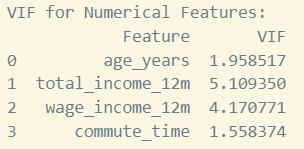 VIF for Numerical Features:
Feature VIF
0 age_years 1.958517
1 total_income_12m 5.109350
2 wage_income_12m 4.170771
3 commute_time 1.558374